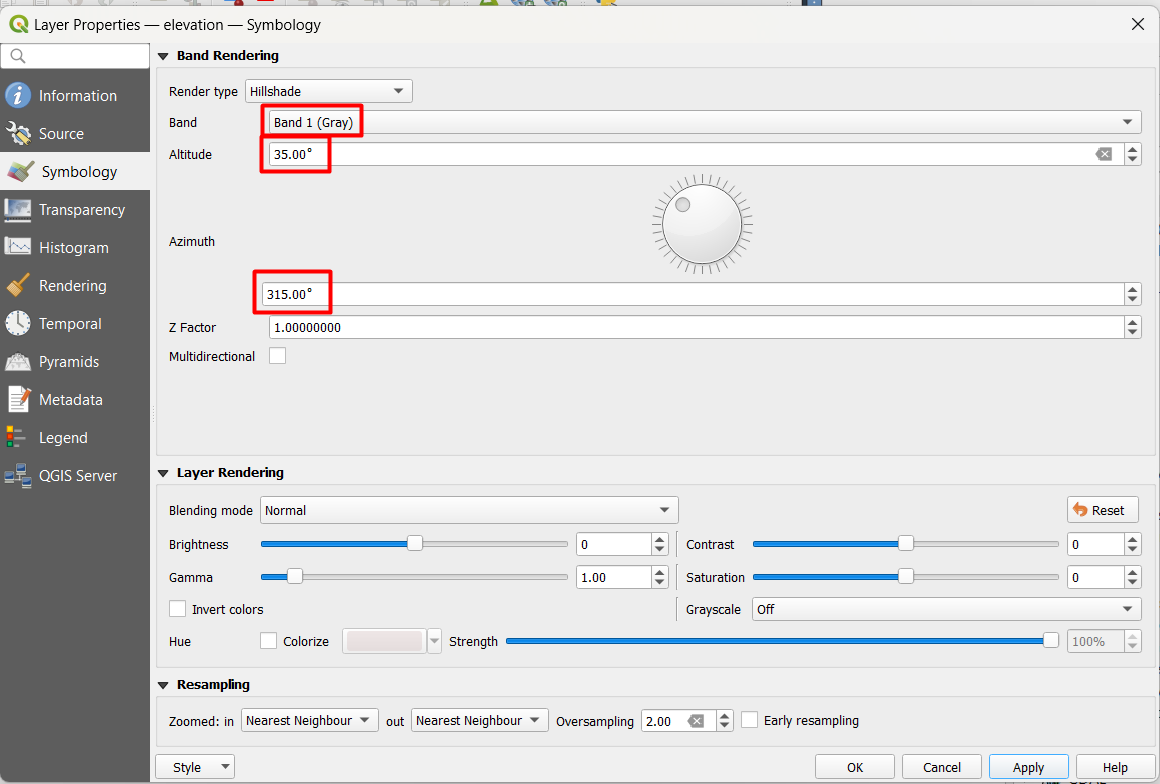 Layer Properties — elevation — Symbology
Information
Source
Symbology
Transparency
Histogram
Rendering
Temporal
Pyramids
Metadata
Legend
QGIS Server
Band Rendering
Render type Hillshade
Band Band 1 (Gray)
Altitude 35.00°
Azimuth
315.00°
Z Factor 1.00000000
Multidirectional
Layer Rendering
Blending mode Normal Reset
Brightness 0 Contrast 0
Gamma 1.00 Saturation 0
Invert colors Grayscale Off
Hue Colorize Strength 100%
Resampling
Zoomed: in Nearest Neighbour out Nearest Neighbour Oversampling 2.00 Early resampling
Style OK Cancel Apply Help